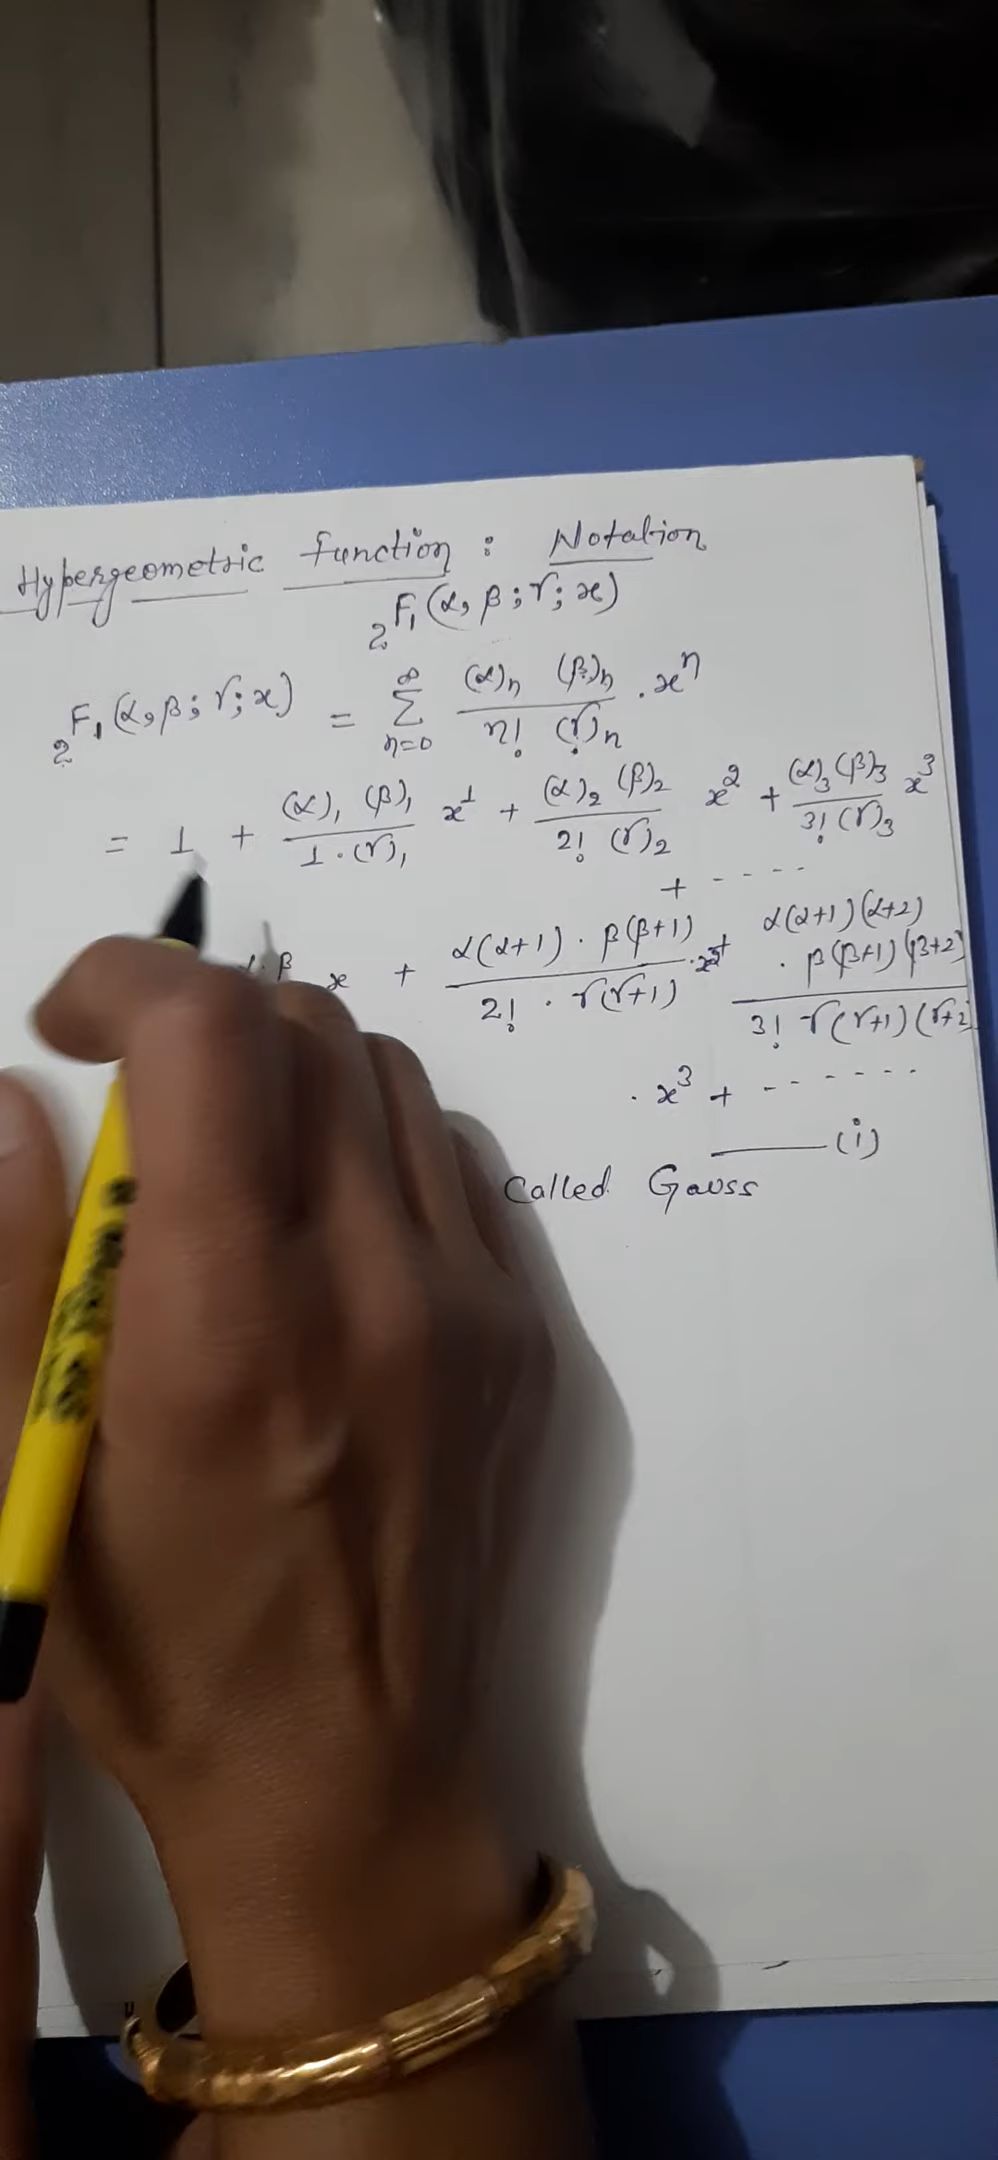 Hypergeometric function : Notation
₂F₁(α, β; γ; x)
₂F₁(α, β; γ; x) = ∑_{n=0}^{∞} (α)ₙ (β)ₙ / n! (γ)ₙ . xⁿ
= 1 + (α)₁ (β)₁ / 1·(γ)₁ x¹ + (α)₂ (β)₂ / 2! (γ)₂ x² + (α)₃ (β)₃ / 3! (γ)₃ x³
+ ----
α·β x + α(α+1) · β(β+1) / 2! · γ(γ+1) · x² + α(α+1)(α+2) · β(β+1)(β+2) / 3! γ(γ+1)(γ+2)
· x³ + ------
——— (i)
Called Gauss